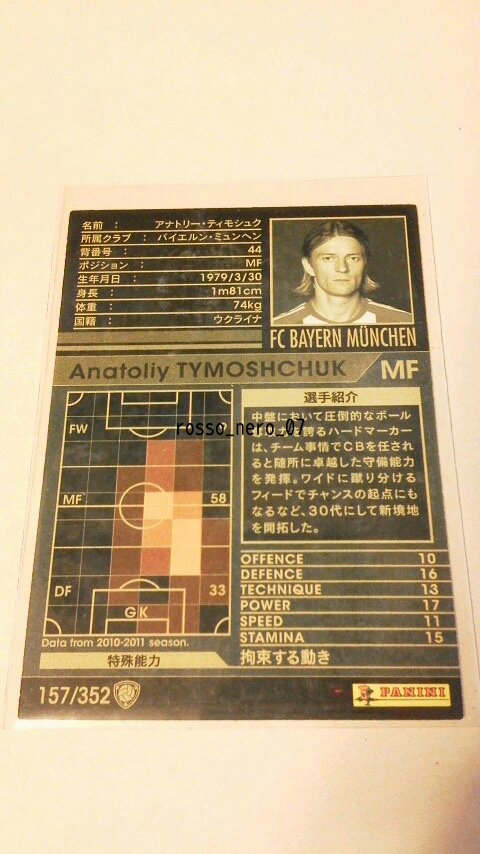 名前 : アナトリー・ティモシュク
所属クラブ : バイエルン・ミュンヘン
背番号 : 44
ポジション : MF
生年月日 : 1979/3/30
身長 : 1m81cm
体重 : 74kg
国籍 : ウクライナ
FC BAYERN MÜNCHEN
Anatoliy TYMOSHCHUK MF
FW
MF 58
DF 33
GK
Data from 2010-2011 season.
rosso_nero_07
選手紹介
中盤において圧倒的なボール
を誇るハードマーカー
は、チーム事情でCBを任され
ると随所に卓越した守備能力
を発揮。ワイドに蹴り分ける
フィードでチャンスの起点にも
なるなど、30代にして新境地
を開拓した。
OFFENCE 10
DEFENCE 16
TECHNIQUE 13
POWER 17
SPEED 11
STAMINA 15
特殊能力 拘束する動き
157/352
PANINI